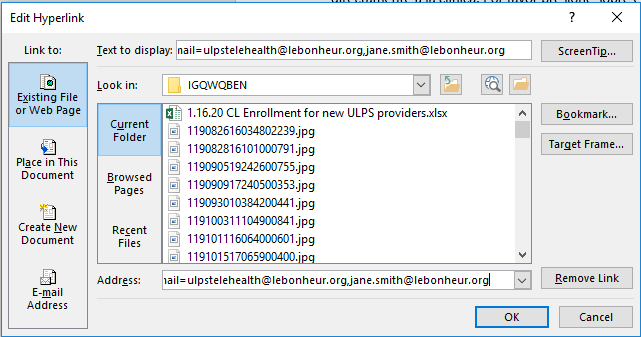 Edit Hyperlink
? ×
Link to:
Text to display: nail=ulpstelehealth@lebonheur.org,jane.smith@lebonheur.org
ScreenTip...
Existing File or Web Page
Look in: IGQWQBEN
Current Folder
1.16.20 CL Enrollment for new ULPS providers.xlsx
119082616034802239.jpg
119082816101000791.jpg
119090519242600755.jpg
119090917240500353.jpg
119093010384200441.jpg
119100311104900841.jpg
119101116064000601.jpg
119101517065900400.jpg
Bookmark...
Target Frame...
Place in This Document
Browsed Pages
Create New Document
Recent Files
E-mail Address
Address: nail=ulpstelehealth@lebonheur.org,jane.smith@lebonheur.org
Remove Link
OK
Cancel